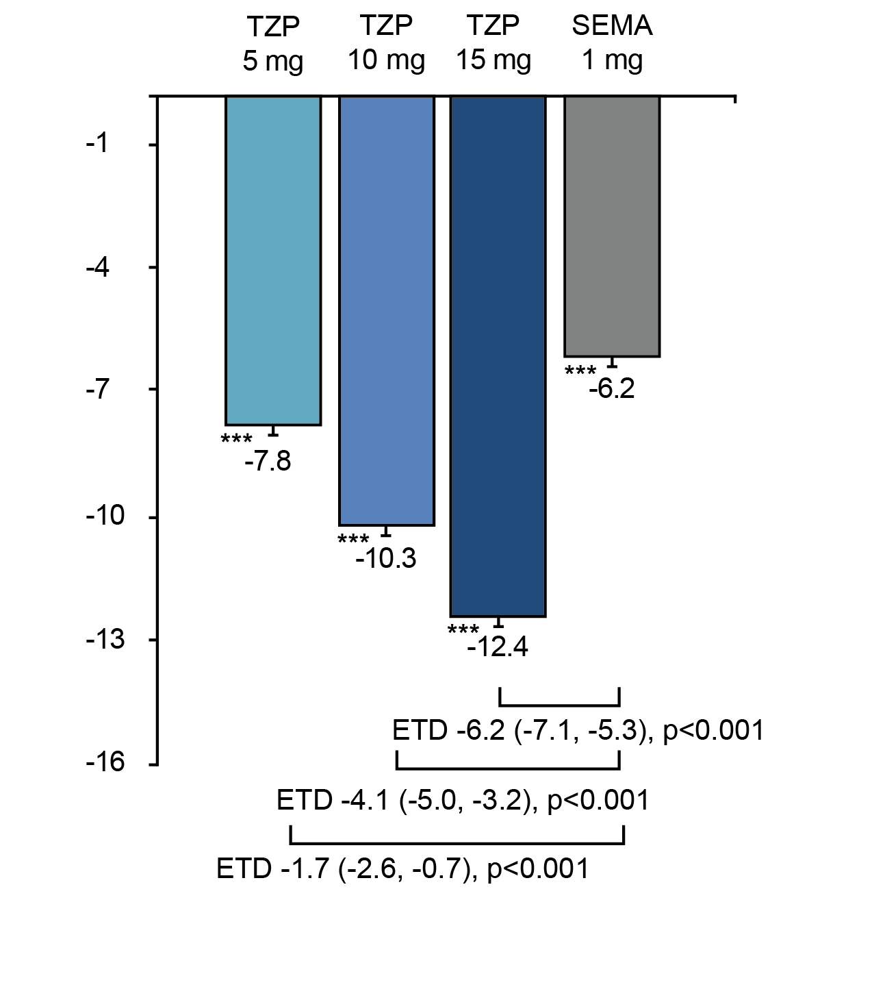 TZP
5 mg
TZP
10 mg
TZP
15 mg
SEMA
1 mg
-1
-4
-7
-10
-13
-16
***
-7.8
***
-10.3
***
-12.4
***
-6.2
ETD -6.2 (-7.1, -5.3), p<0.001
ETD -4.1 (-5.0, -3.2), p<0.001
ETD -1.7 (-2.6, -0.7), p<0.001